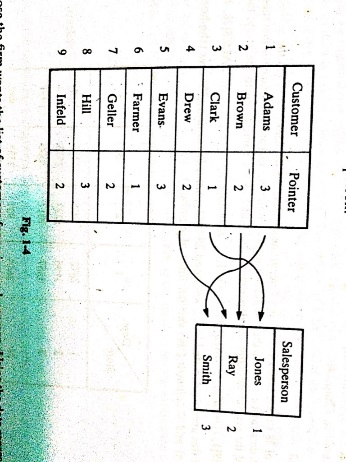 Customer Pointer
1 Adams 3
2 Brown 2
3 Clark 1
4 Drew 2
5 Evans 3
6 Farmer 1
7 Geller 2
8 Hill 3
9 Infeld 2
Salesperson
Jones 1
Ray 2
Smith 3
Fig. 1-4